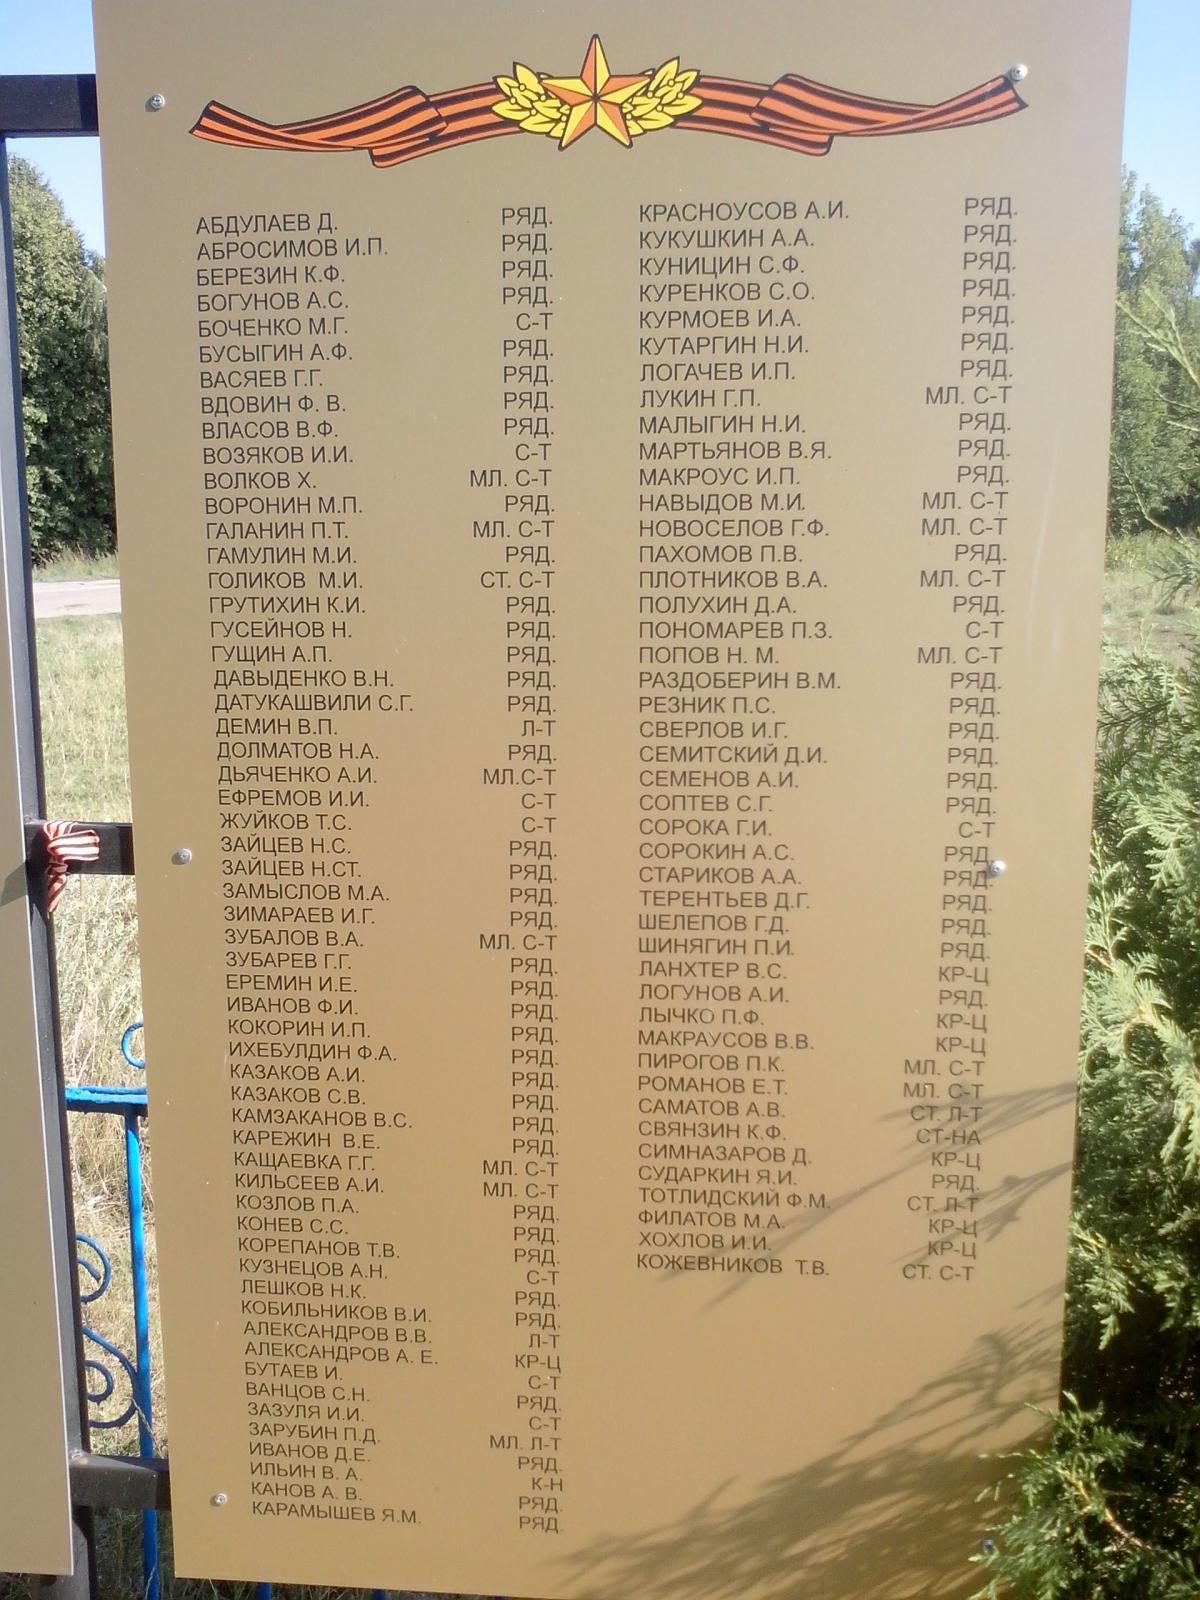 АБДУЛАЕВ Д. РЯД.
АБРОСИМОВ И.П. РЯД.
БЕРЕЗИН К.Ф. РЯД.
БОГУНОВ А.С. РЯД.
БОЧЕНКО М.Г. С-Т
БУСЫГИН А.Ф. РЯД.
ВАСЯЕВ Г.Г. РЯД.
ВДОВИН Ф. В. РЯД.
ВЛАСОВ В.Ф. РЯД.
ВОЗЯКОВ И.И. С-Т
ВОЛКОВ Х. МЛ. С-Т
ВОРОНИН М.П. РЯД.
ГАЛАНИН П.Т. МЛ. С-Т
ГАМУЛИН М.И. РЯД.
ГОЛИКОВ М.И. СТ. С-Т
ГРУТИХИН К.И. РЯД.
ГУСЕЙНОВ Н. РЯД.
ГУЩИН А.П. РЯД.
ДАВЫДЕНКО В.Н. РЯД.
ДАТУКАШВИЛИ С.Г. РЯД.
ДЕМИН В.П. Л-Т
ДОЛМАТОВ Н.А. РЯД.
ДЬЯЧЕНКО А.И. МЛ.С-Т
ЕФРЕМОВ И.И. С-Т
ЖУЙКОВ Т.С. С-Т
ЗАЙЦЕВ Н.С. РЯД.
ЗАЙЦЕВ Н.СТ. РЯД.
ЗАМЫСЛОВ М.А. РЯД.
ЗИМАРАЕВ И.Г. РЯД.
ЗУБАЛОВ В.А. МЛ. С-Т
ЗУБАРЕВ Г.Г. РЯД.
ЕРЕМИН И.Е. РЯД.
ИВАНОВ Ф.И. РЯД.
КОКОРИН И.П. РЯД.
ИХЕБУЛДИН Ф.А. РЯД.
КАЗАКОВ А.И. РЯД.
КАЗАКОВ С.В. РЯД.
КАМЗАКАНОВ В.С. РЯД.
КАРЕЖИН В.Е. РЯД.
КАЩАЕВКА Г.Г. МЛ. С-Т
КИЛЬСЕЕВ А.И. МЛ. С-Т
КОЗЛОВ П.А. РЯД.
КОНЕВ С.С. РЯД.
КОРЕПАНОВ Т.В. РЯД.
КУЗНЕЦОВ А.Н. С-Т
ЛЕШКОВ Н.К. РЯД.
КОБИЛЬНИКОВ В.И. РЯД.
АЛЕКСАНДРОВ В.В. Л-Т
АЛЕКСАНДРОВ А. Е. КР-Ц
БУТАЕВ И. С-Т
ВАНЦОВ С.Н. РЯД.
ЗАЗУЛЯ И.И. С-Т
ЗАРУБИН П.Д. МЛ. Л-Т
ИВАНОВ Д.Е. РЯД.
ИЛЬИН В. А. К-Н
КАНОВ А. В. РЯД.
КАРАМЫШЕВ Я.М. РЯД.
КРАСНОУСОВ А.И. РЯД.
КУКУШКИН А.А. РЯД.
КУНИЦИН С.Ф. РЯД.
КУРЕНКОВ С.О. РЯД.
КУРМОЕВ И.А. РЯД.
КУТАРГИН Н.И. РЯД.
ЛОГАЧЕВ И.П. РЯД.
ЛУКИН Г.П. МЛ. С-Т
МАЛЫГИН Н.И. РЯД.
МАРТЬЯНОВ В.Я. РЯД.
МАКРОУС И.П. РЯД.
НАВЫДОВ М.И. МЛ. С-Т
НОВОСЕЛОВ Г.Ф. МЛ. С-Т
ПАХОМОВ П.В. РЯД.
ПЛОТНИКОВ В.А. МЛ. С-Т
ПОЛУХИН Д.А. РЯД.
ПОНОМАРЕВ П.З. С-Т
ПОПОВ Н. М. МЛ. С-Т
РАЗДОБЕРИН В.М. РЯД.
РЕЗНИК П.С. РЯД.
СВЕРЛОВ И.Г. РЯД.
СЕМИТСКИЙ Д.И. РЯД.
СЕМЕНОВ А.И. РЯД.
СОПТЕВ С.Г. РЯД.
СОРОКА Г.И. С-Т
СОРОКИН А.С. РЯД.
СТАРИКОВ А.А. РЯД.
ТЕРЕНТЬЕВ Д.Г. РЯД.
ШЕЛЕПОВ Г.Д. РЯД.
ШИНЯГИН П.И. РЯД.
ЛАНХТЕР В.С. КР-Ц
ЛОГУНОВ А.И. РЯД.
ЛЫЧКО П.Ф. КР-Ц
МАКРАУСОВ В.В. КР-Ц
ПИРОГОВ П.К. МЛ. С-Т
РОМАНОВ Е.Т. МЛ. С-Т
САМАТОВ А.В. СТ. Л-Т
СВЯНЗИН К.Ф. СТ-НА
СИМНАЗАРОВ Д. КР-Ц
СУДАРКИН Я.И. РЯД.
ТОТЛИДСКИЙ Ф.М. СТ. Л-Т
ФИЛАТОВ М.А. КР-Ц
ХОХЛОВ И.И. КР-Ц
КОЖЕВНИКОВ Т.В. СТ. С-Т